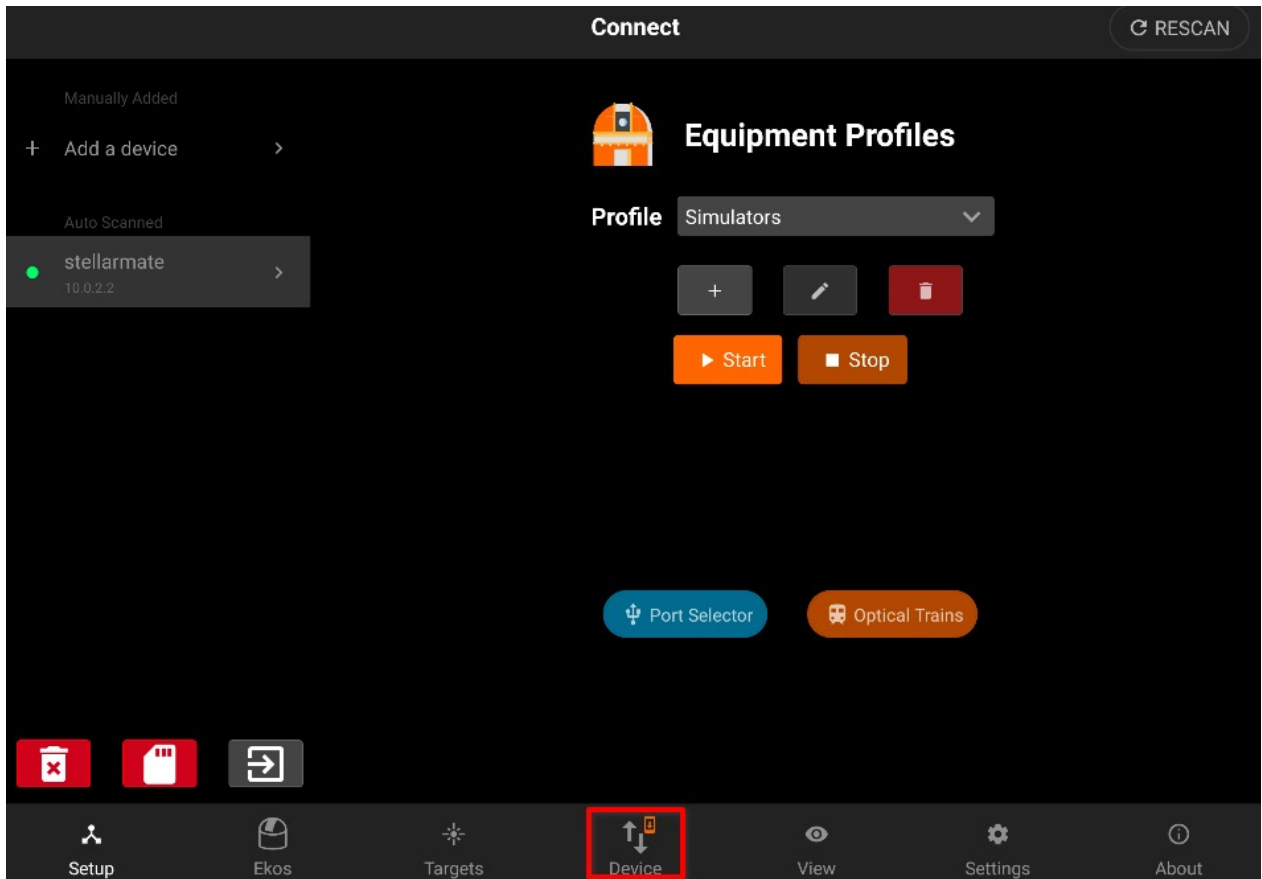 Connect
RESCAN
Manually Added
Add a device
Auto Scanned
stellarmate
10.0.2.2
Equipment Profiles
Profile Simulators
Start Stop
Port Selector Optical Trains
Setup Ekos Targets Device View Settings About